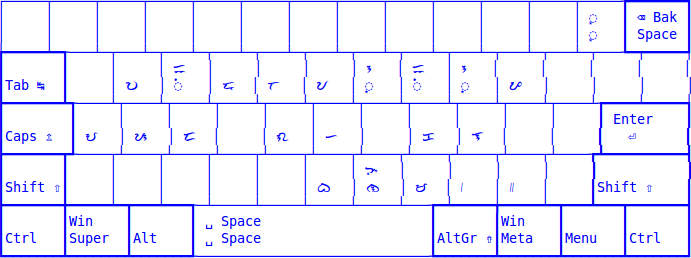 ◌᜔ ⌫ Bak
◌᜔ Space
ᜁ ᜂ ᜁ ᜂ
Tab ↹ ᜏ ◌ᜒ ᜇ ᜆ ᜌ ◌ᜓ ◌ᜒ ◌ᜓ ᜉ
Enter
Caps ⇫ ᜀ ᜐ ᜇ ᜄ ᜑ ᜃ ᜎ ⏎
ᜅ
Shift ⇧ ᜊ ᜈ ᜋ ᜵ ᜶ Shift ⇧
Win ␣ Space Win
Ctrl Super Alt ␣ Space AltGr ⇮ Meta Menu Ctrl